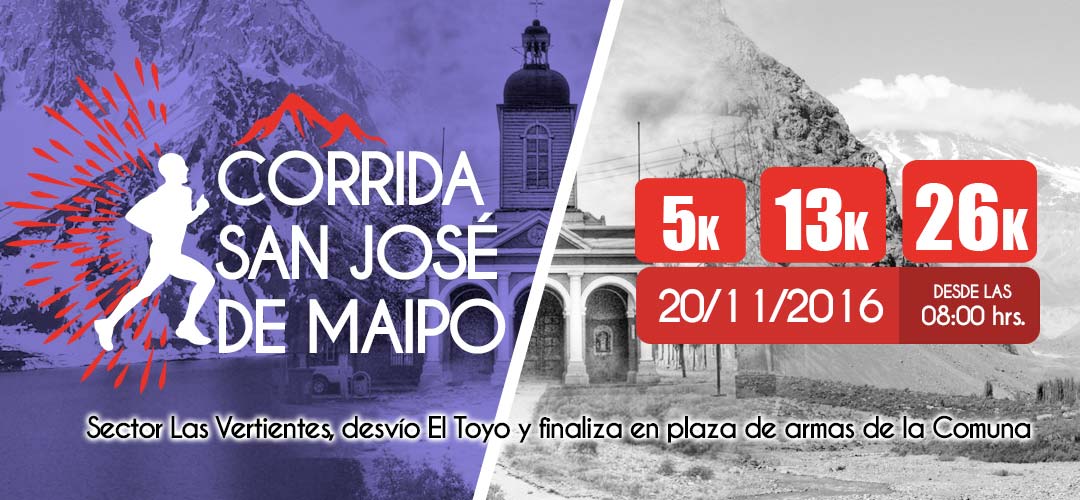 CORRIDA
SAN JOSÉ
DE MAIPO
5K
13K
26K
20/11/2016
DESDE LAS
08:00 hrs.
Sector Las Vertientes, desvío El Toyo y finaliza en plaza de armas de la Comuna